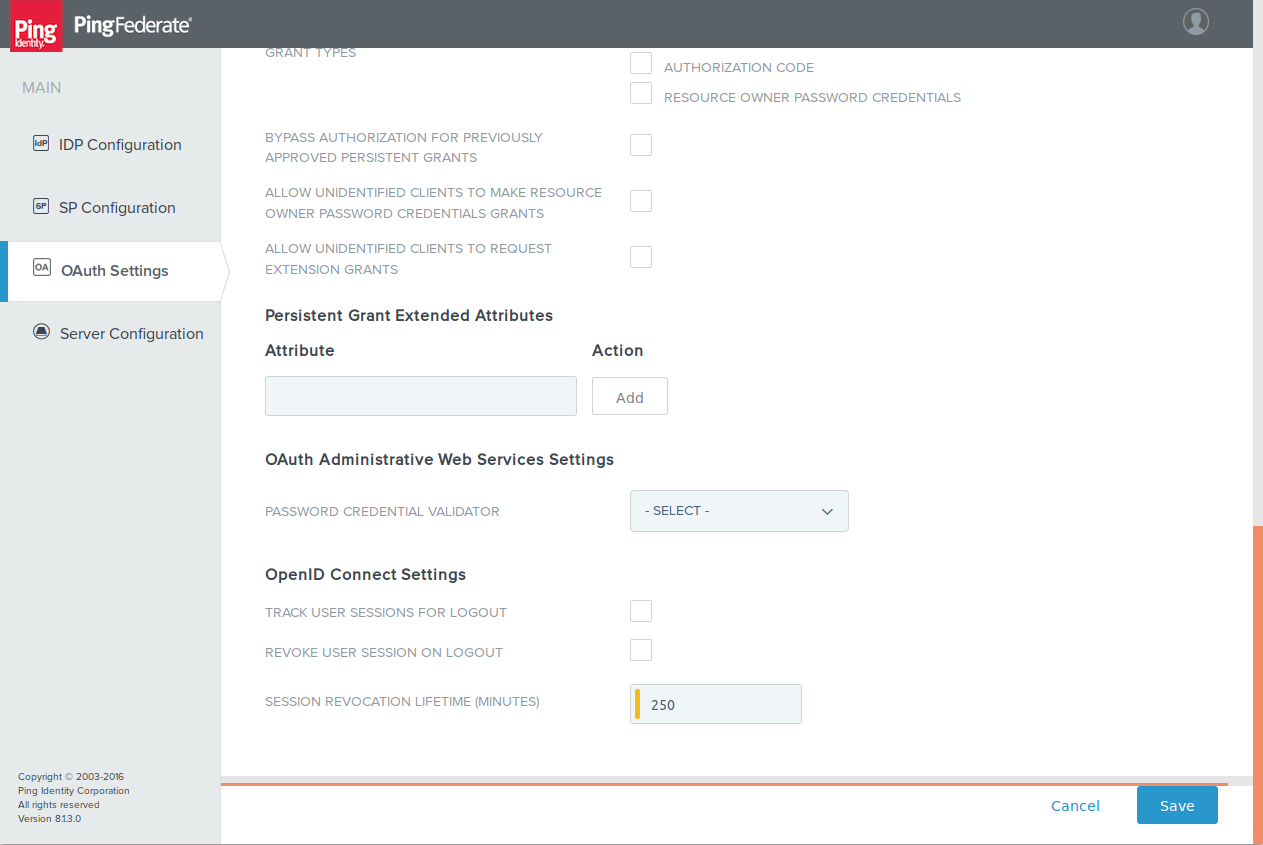 Ping
Identity.
PingFederate
MAIN
IdP IDP Configuration
SP SP Configuration
OA OAuth Settings
Server Configuration
Copyright © 2003-2016
Ping Identity Corporation
All rights reserved
Version 8.1.3.0
GRANT TYPES
AUTHORIZATION CODE
RESOURCE OWNER PASSWORD CREDENTIALS
BYPASS AUTHORIZATION FOR PREVIOUSLY
APPROVED PERSISTENT GRANTS
ALLOW UNIDENTIFIED CLIENTS TO MAKE RESOURCE
OWNER PASSWORD CREDENTIALS GRANTS
ALLOW UNIDENTIFIED CLIENTS TO REQUEST
EXTENSION GRANTS
Persistent Grant Extended Attributes
Attribute Action
Add
OAuth Administrative Web Services Settings
PASSWORD CREDENTIAL VALIDATOR - SELECT -
OpenID Connect Settings
TRACK USER SESSIONS FOR LOGOUT
REVOKE USER SESSION ON LOGOUT
SESSION REVOCATION LIFETIME (MINUTES) 250
Cancel Save